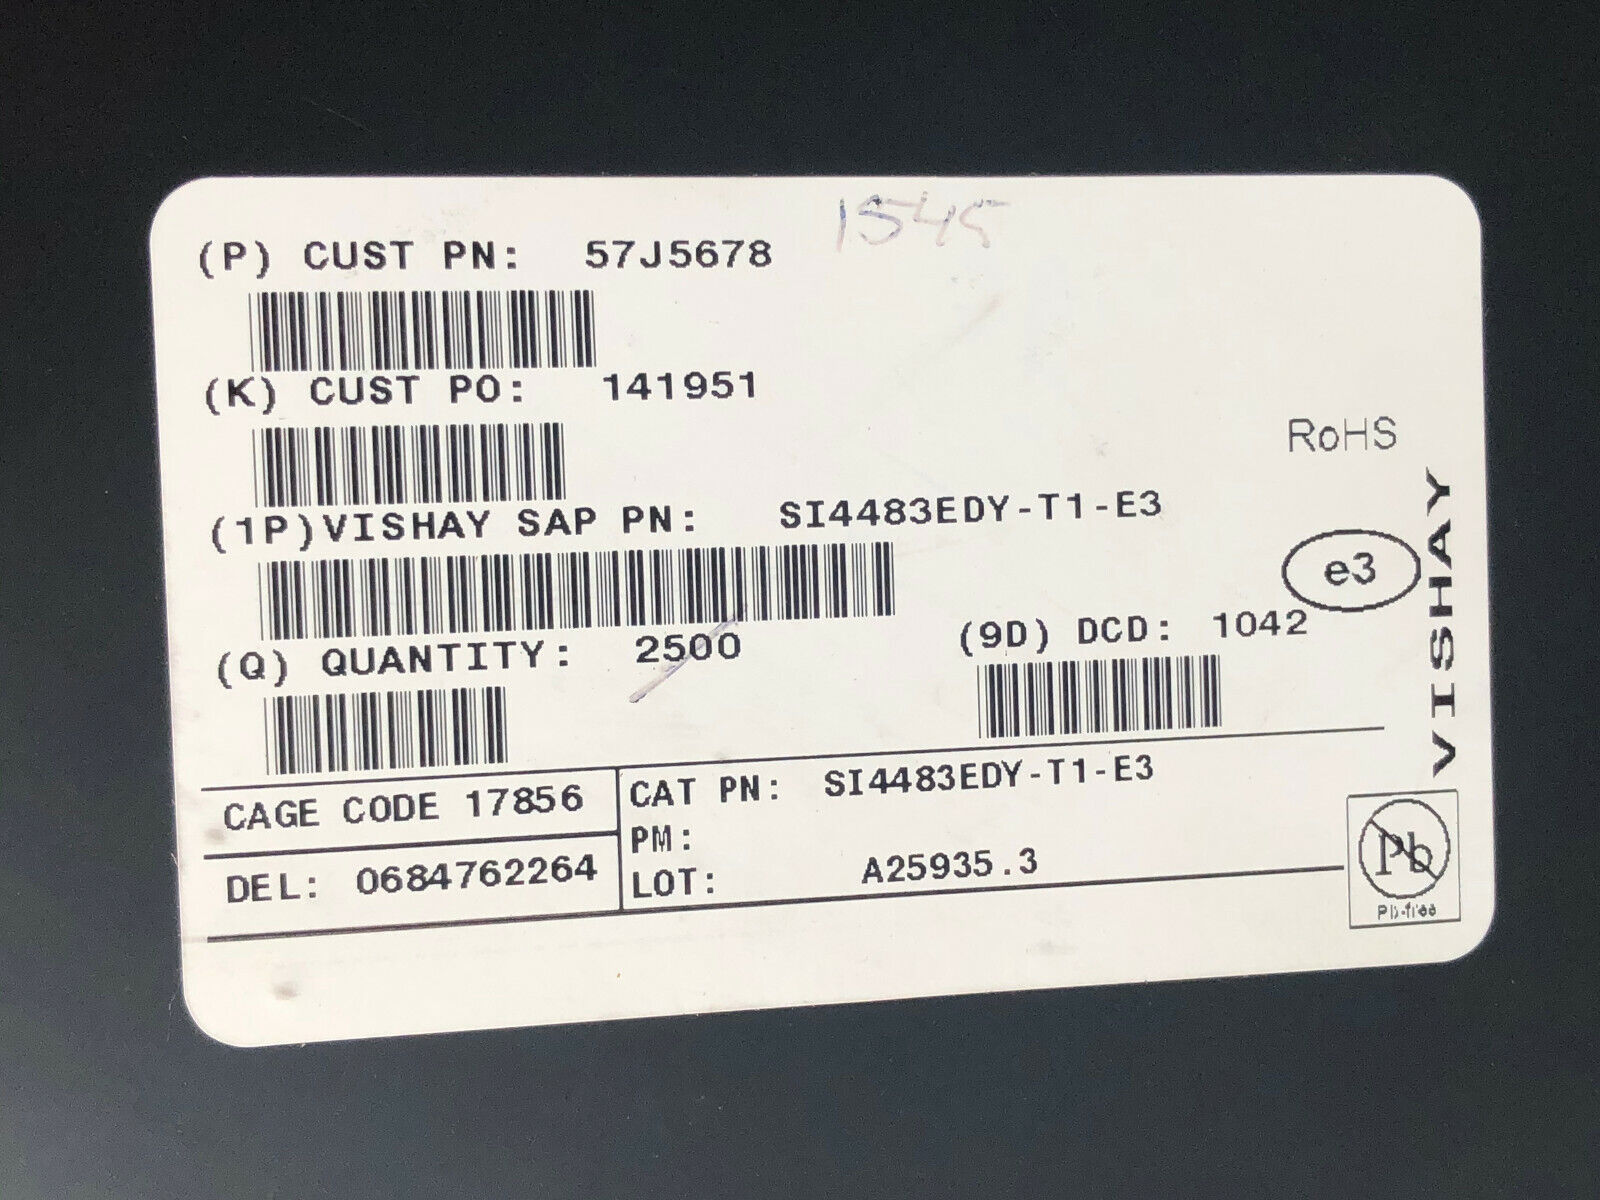 1545
(P) CUST PN: 57J5678
(K) CUST PO: 141951
(1P)VISHAY SAP PN: SI4483EDY-T1-E3
(Q) QUANTITY: 2500
(9D) DCD: 1042
RoHS
e3
VISHAY
CAGE CODE 17856
DEL: 0684762264
CAT PN: SI4483EDY-T1-E3
PM:
LOT: A25935.3
Pb
Pb-free